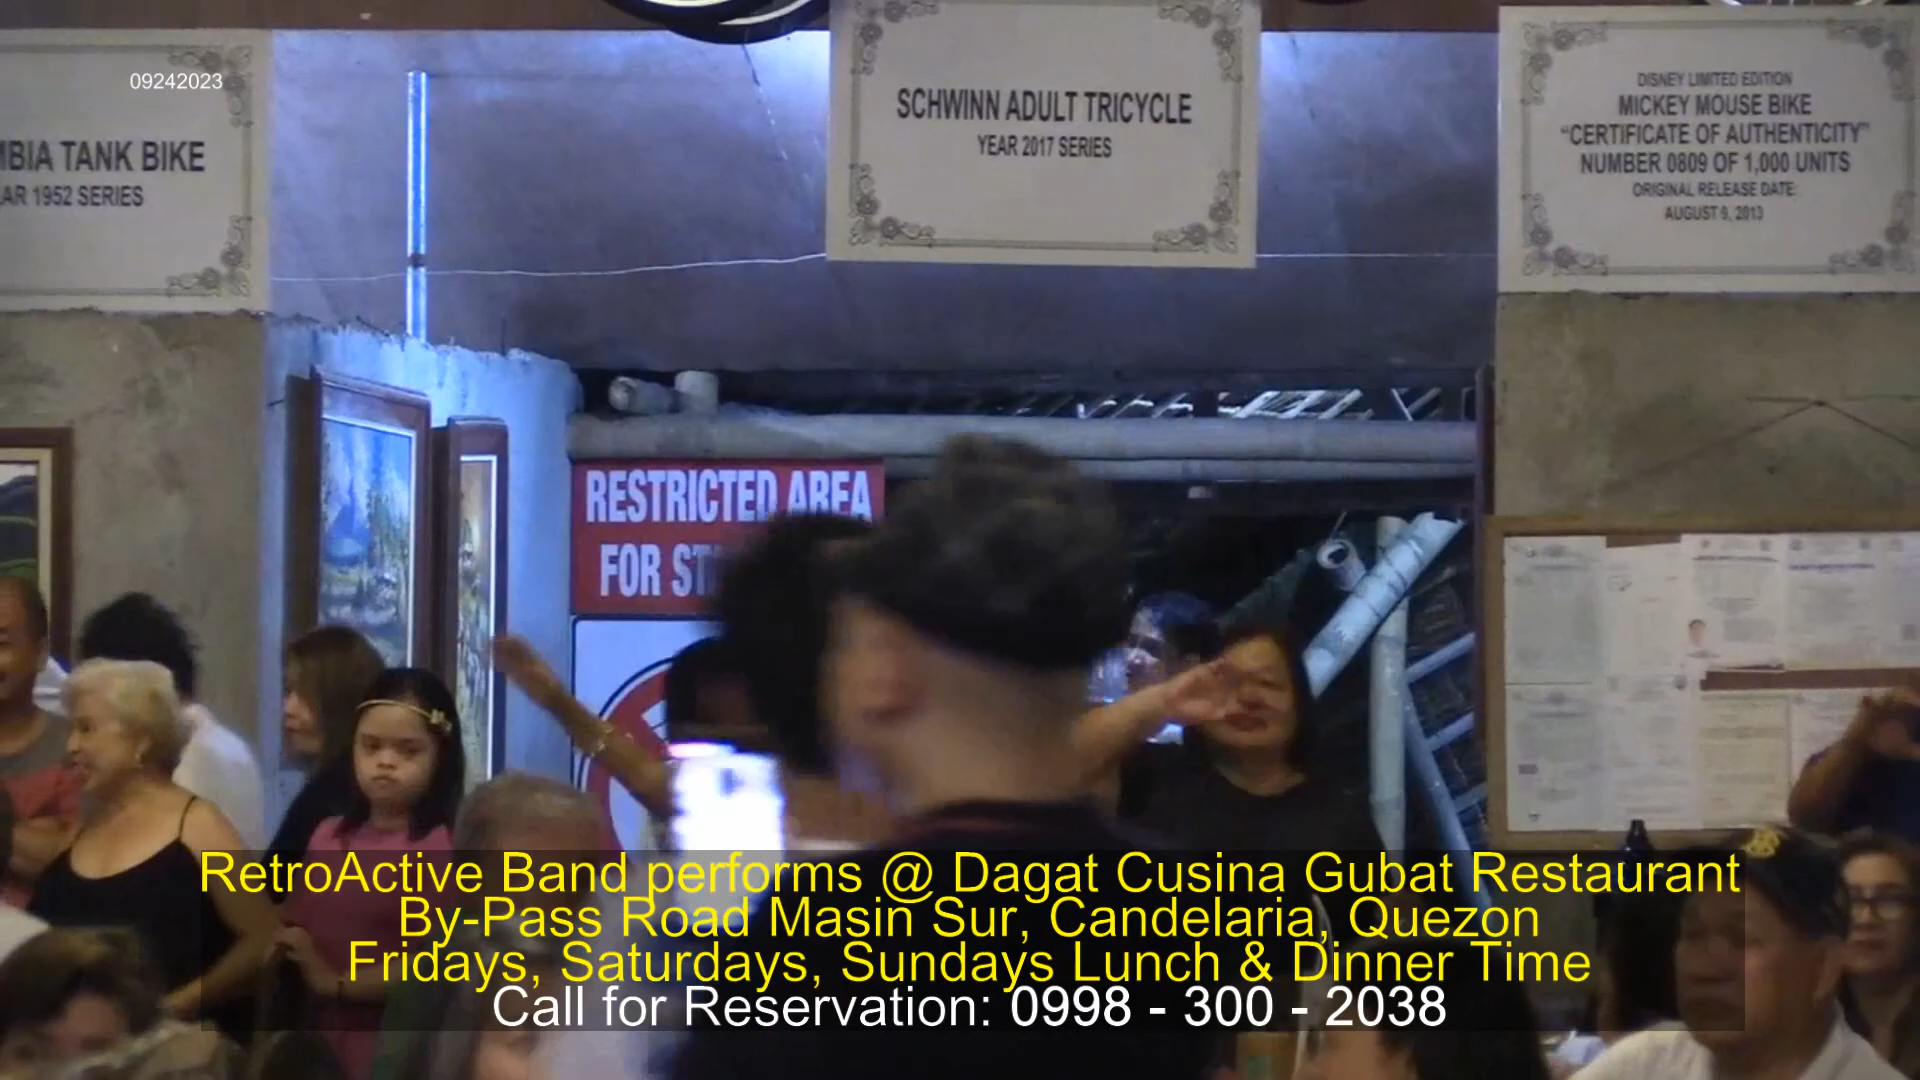 09242023
MBIA TANK BIKE
AR 1952 SERIES
SCHWINN ADULT TRICYCLE
YEAR 2017 SERIES
DISNEY LIMITED EDITION
MICKEY MOUSE BIKE
“CERTIFICATE OF AUTHENTICITY”
NUMBER 0809 OF 1,000 UNITS
ORIGINAL RELEASE DATE:
AUGUST 9, 2013
RESTRICTED AREA
FOR
RetroActive Band performs @ Dagat Cusina Gubat Restaurant
By-Pass Road Masin Sur, Candelaria, Quezon
Fridays, Saturdays, Sundays Lunch & Dinner Time
Call for Reservation: 0998 - 300 - 2038